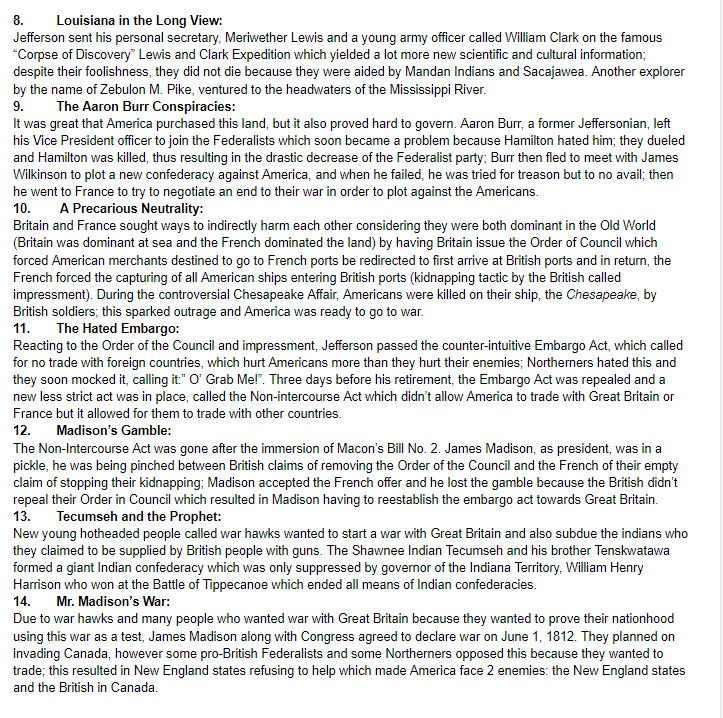 8. Louisiana in the Long View:
Jefferson sent his personal secretary, Meriwether Lewis and a young army officer called William Clark on the famous
“Corpse of Discovery” Lewis and Clark Expedition which yielded a lot more new scientific and cultural information;
despite their foolishness, they did not die because they were aided by Mandan Indians and Sacajawea. Another explorer
by the name of Zebulon M. Pike, ventured to the headwaters of the Mississippi River.
9. The Aaron Burr Conspiracies:
It was great that America purchased this land, but it also proved hard to govern. Aaron Burr, a former Jeffersonian, left
his Vice President officer to join the Federalists which soon became a problem because Hamilton hated him; they dueled
and Hamilton was killed, thus resulting in the drastic decrease of the Federalist party; Burr then fled to meet with James
Wilkinson to plot a new confederacy against America, and when he failed, he was tried for treason but to no avail; then
he went to France to try to negotiate an end to their war in order to plot against the Americans.
10. A Precarious Neutrality:
Britain and France sought ways to indirectly harm each other considering they were both dominant in the Old World
(Britain was dominant at sea and the French dominated the land) by having Britain issue the Order of Council which
forced American merchants destined to go to French ports be redirected to first arrive at British ports and in return, the
French forced the capturing of all American ships entering British ports (kidnapping tactic by the British called
impressment). During the controversial Chesapeake Affair, Americans were killed on their ship, the Chesapeake, by
British soldiers; this sparked outrage and America was ready to go to war.
11. The Hated Embargo:
Reacting to the Order of the Council and impressment, Jefferson passed the counter-intuitive Embargo Act, which called
for no trade with foreign countries, which hurt Americans more than they hurt their enemies; Northerners hated this and
they soon mocked it, calling it:” O’ Grab Me!”. Three days before his retirement, the Embargo Act was repealed and a
new less strict act was in place, called the Non-intercourse Act which didn’t allow America to trade with Great Britain or
France but it allowed for them to trade with other countries.
12. Madison’s Gamble:
The Non-Intercourse Act was gone after the immersion of Macon’s Bill No. 2. James Madison, as president, was in a
pickle, he was being pinched between British claims of removing the Order of the Council and the French of their empty
claim of stopping their kidnapping; Madison accepted the French offer and he lost the gamble because the British didn’t
repeal their Order in Council which resulted in Madison having to reestablish the embargo act towards Great Britain.
13. Tecumseh and the Prophet:
New young hotheaded people called war hawks wanted to start a war with Great Britain and also subdue the indians who
they claimed to be supplied by British people with guns. The Shawnee Indian Tecumseh and his brother Tenskwatawa
formed a giant Indian confederacy which was only suppressed by governor of the Indiana Territory, William Henry
Harrison who won at the Battle of Tippecanoe which ended all means of Indian confederacies.
14. Mr. Madison’s War:
Due to war hawks and many people who wanted war with Great Britain because they wanted to prove their nationhood
using this war as a test, James Madison along with Congress agreed to declare war on June 1, 1812. They planned on
invading Canada, however some pro-British Federalists and some Northerners opposed this because they wanted to
trade; this resulted in New England states refusing to help which made America face 2 enemies: the New England states
and the British in Canada.